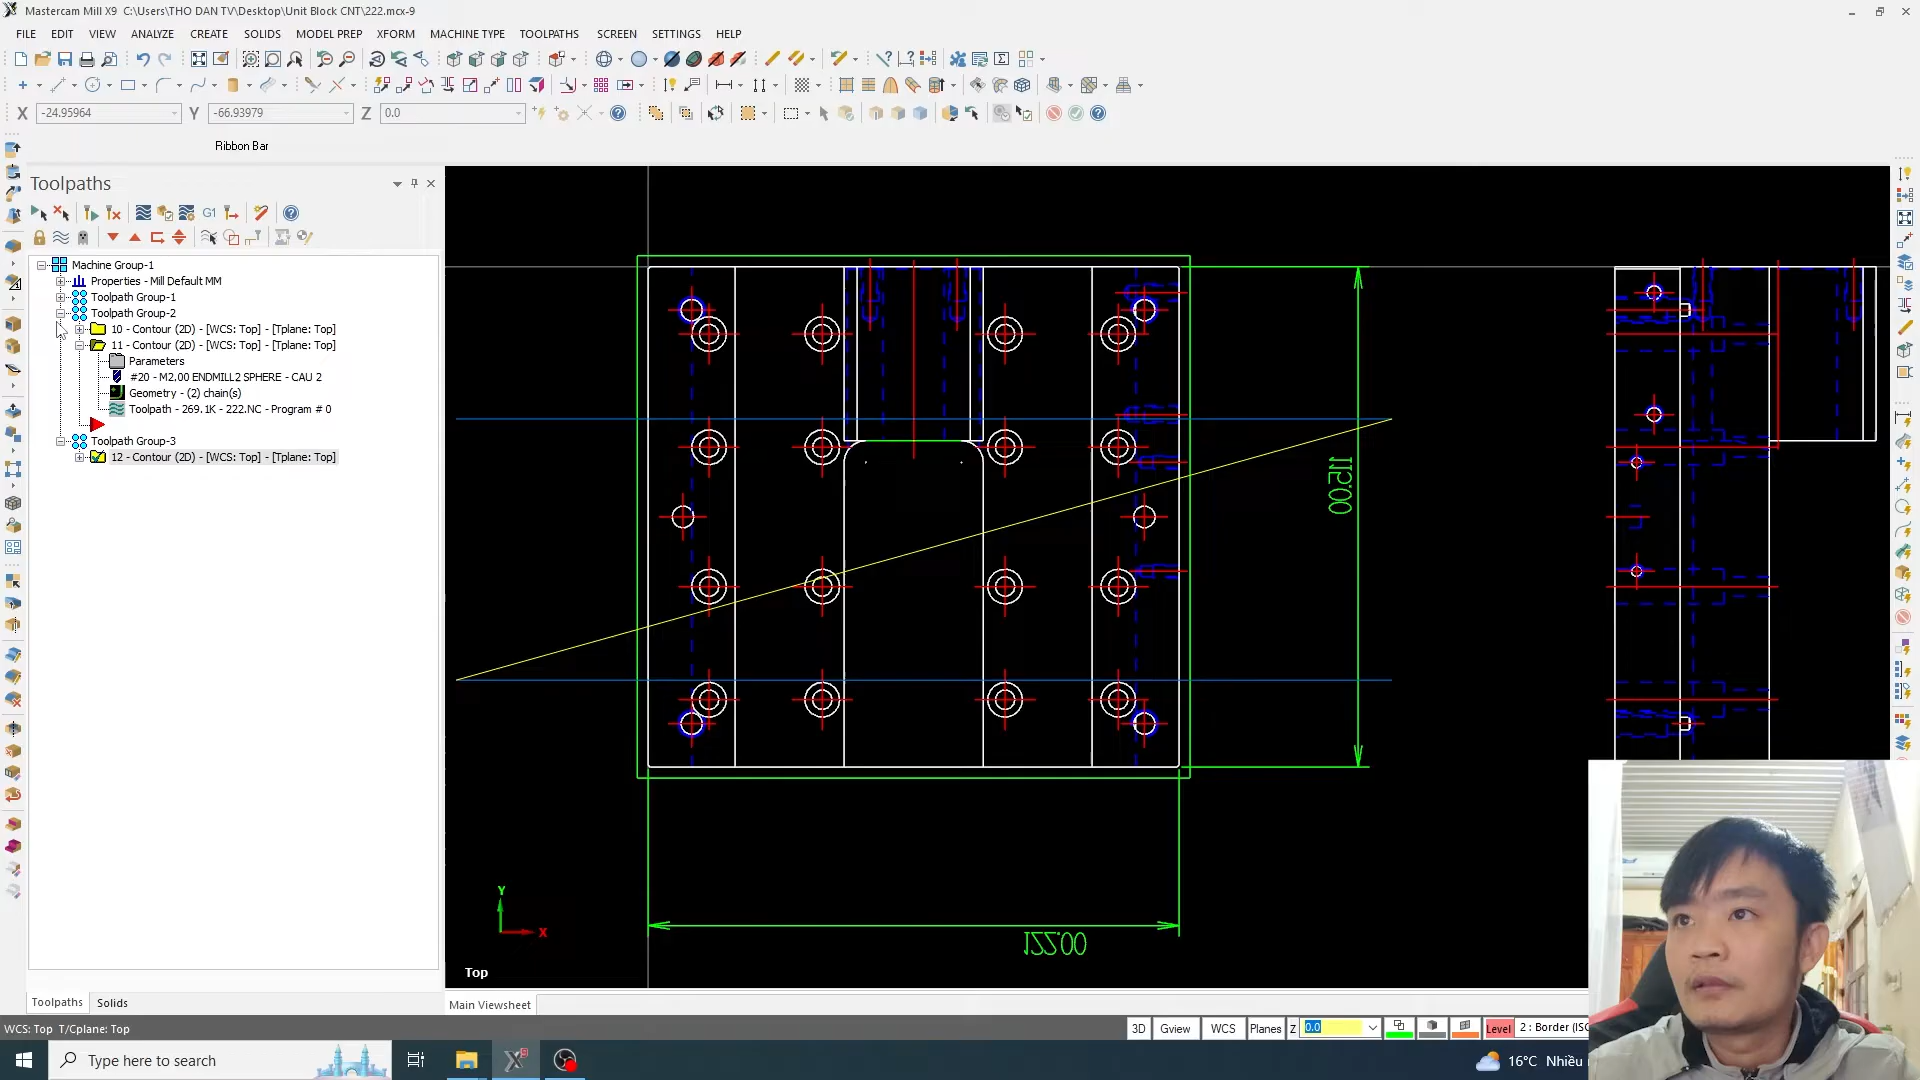 Mastercam Mill X9 C:\Users\THO DAN TV\Desktop\Unit Block CNT\222.mcx-9
FILE EDIT VIEW ANALYZE CREATE SOLIDS MODEL PREP XFORM MACHINE TYPE TOOLPATHS SCREEN SETTINGS HELP
X -24.95964 Y -66.93979 Z 0.0
Ribbon Bar
Toolpaths
G1
Machine Group-1
Properties - Mill Default MM
Toolpath Group-1
Toolpath Group-2
10 - Contour (2D) - [WCS: Top] - [Tplane: Top]
11 - Contour (2D) - [WCS: Top] - [Tplane: Top]
Parameters
#20 - M2.00 ENDMILL2 SPHERE - CAU 2
Geometry - (2) chain(s)
Toolpath - 269.1K - 222.NC - Program # 0
Toolpath Group-3
12 - Contour (2D) - [WCS: Top] - [Tplane: Top]
115.00
122.00
Y
X
Top
Toolpaths Solids
Main Viewsheet
WCS: Top T/Cplane: Top
3D Gview WCS Planes Z 0.0 Level 2 : Border (ISO
Type here to search
16°C Nhiều